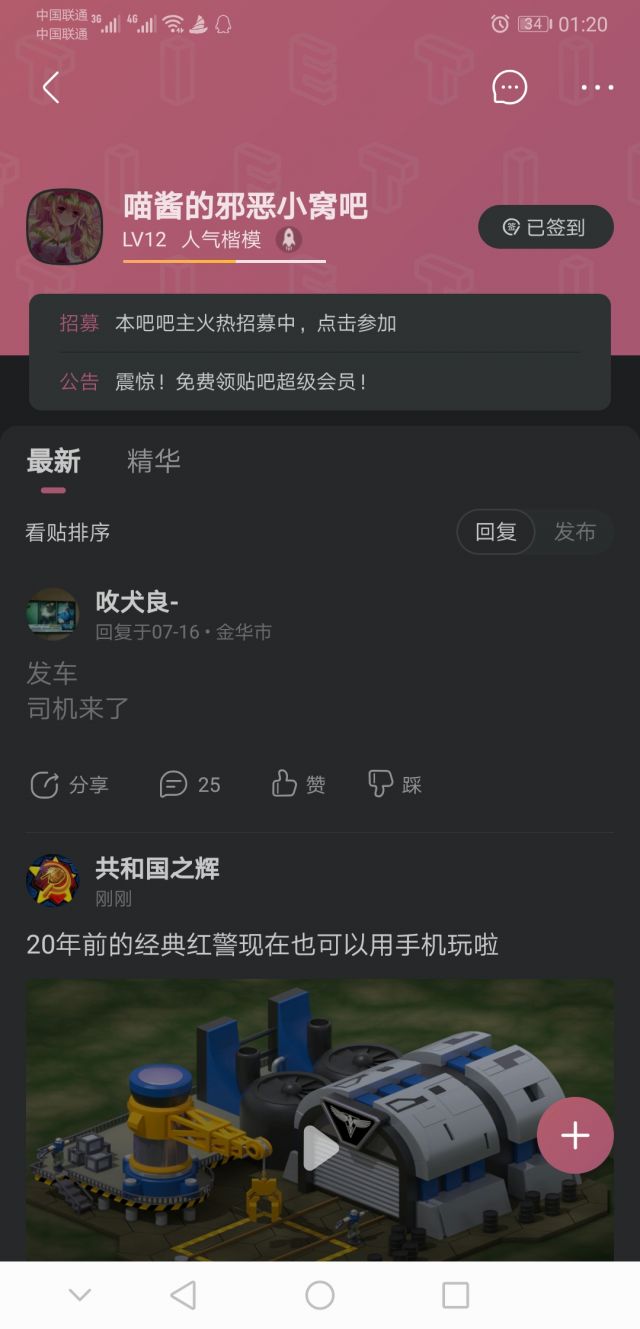 中国联通 3G 4G 34 01:20
中国联通
喵酱的邪恶小窝吧
LV12 人气楷模
已签到
招募 本吧吧主火热招募中，点击参加
公告 震惊！免费领贴吧超级会员！
最新 精华
看贴排序 回复 发布
吹犬良-
回复于07-16 • 金华市
发车
司机来了
分享 25 赞 踩
共和国之辉
刚刚
20年前的经典红警现在也可以用手机玩啦